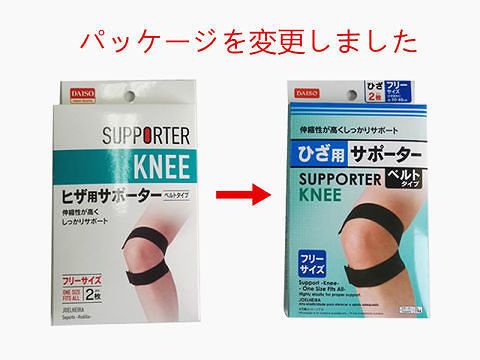 パッケージを変更しました
DAISO
SUPPORTER
KNEE
ヒザ用サポーター
ベルトタイプ
伸縮性が高く
しっかりサポート
フリーサイズ
ONE SIZE
FITS ALL
2枚
JOELHEIRA
Soporte -Rodilla-
DAISO
ひざ
2枚
フリー
サイズ
伸縮性が高くしっかりサポート
ひざ用 サポーター
SUPPORTER
KNEE
ベルト
タイプ
フリー
サイズ
Support -Knee-
- One Size Fits All-
Highly elastic for proper support.
JOELHEIRA